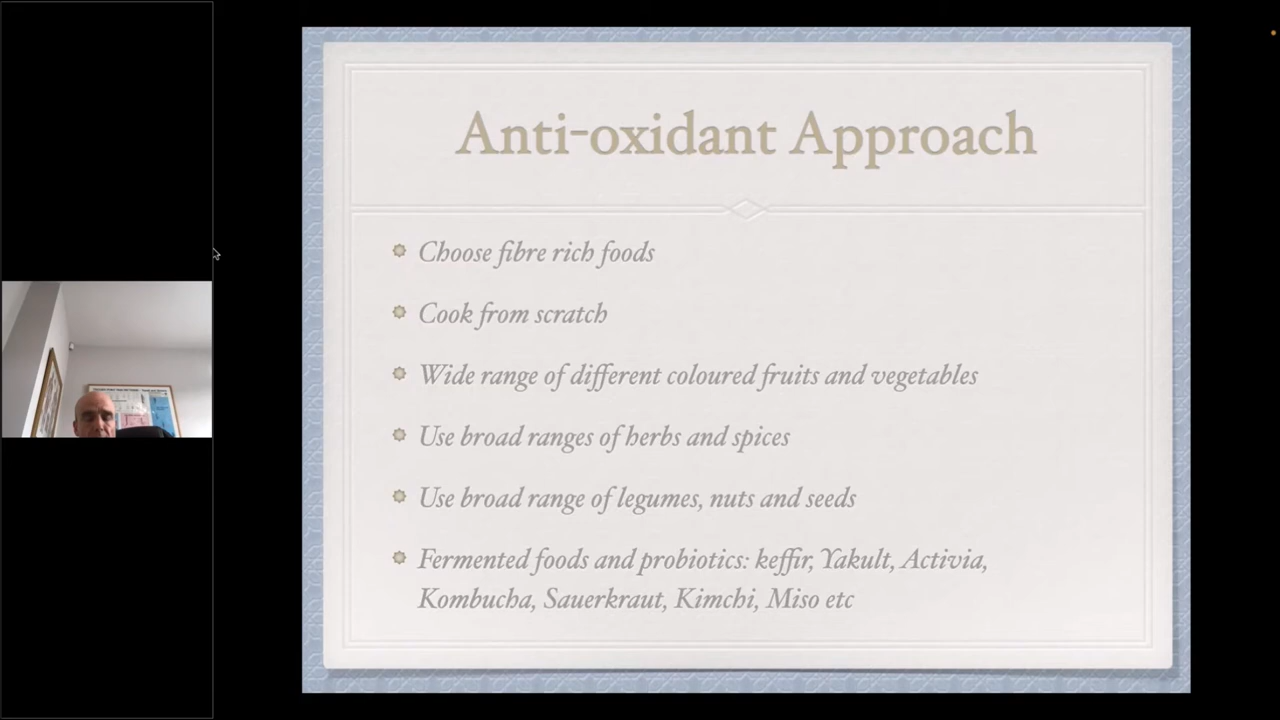 Anti-oxidant Approach
Choose fibre rich foods
Cook from scratch
Wide range of different coloured fruits and vegetables
Use broad ranges of herbs and spices
Use broad range of legumes, nuts and seeds
Fermented foods and probiotics: keffir, Yakult, Activia,
Kombucha, Sauerkraut, Kimchi, Miso etc